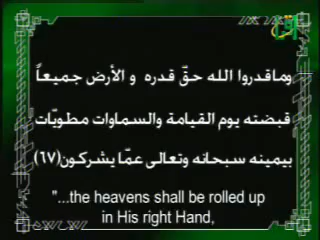 وماقدروا الله حقّ قدره و الأرض جميعاً
قبضته يوم القيامة والسماوات مطويّات
بيمينه سبحانه وتعالى عمّا يشركون(٦٧)
"...the heavens shall be rolled up
in His right Hand,